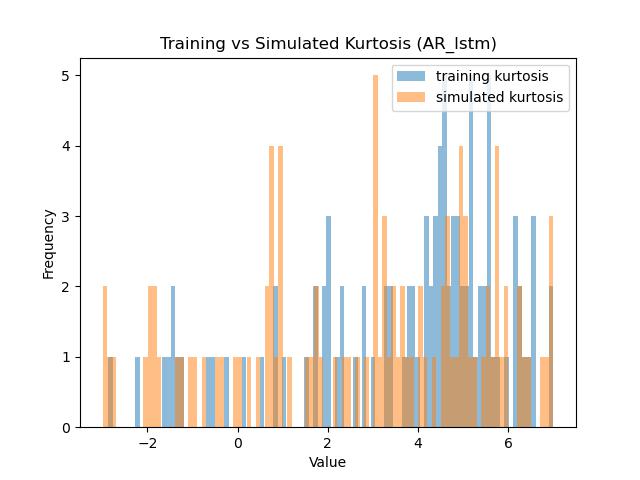 Training vs Simulated Kurtosis (AR_lstm)
training kurtosis
simulated kurtosis
5
4
3
2
1
0
Frequency
−2
0
2
4
6
Value